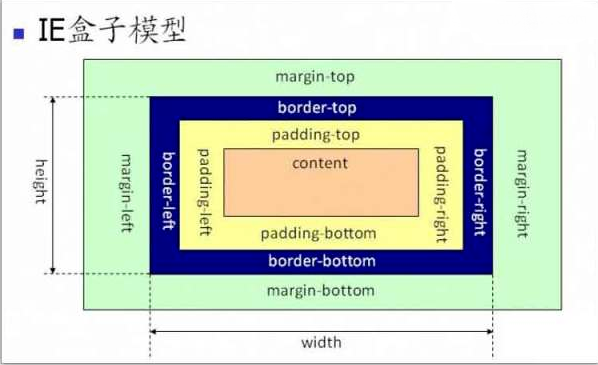 IE盒子模型
margin-top
border-top
padding-top
content
height
margin-left
border-left
padding-left
padding-right
border-right
margin-right
padding-bottom
border-bottom
margin-bottom
width